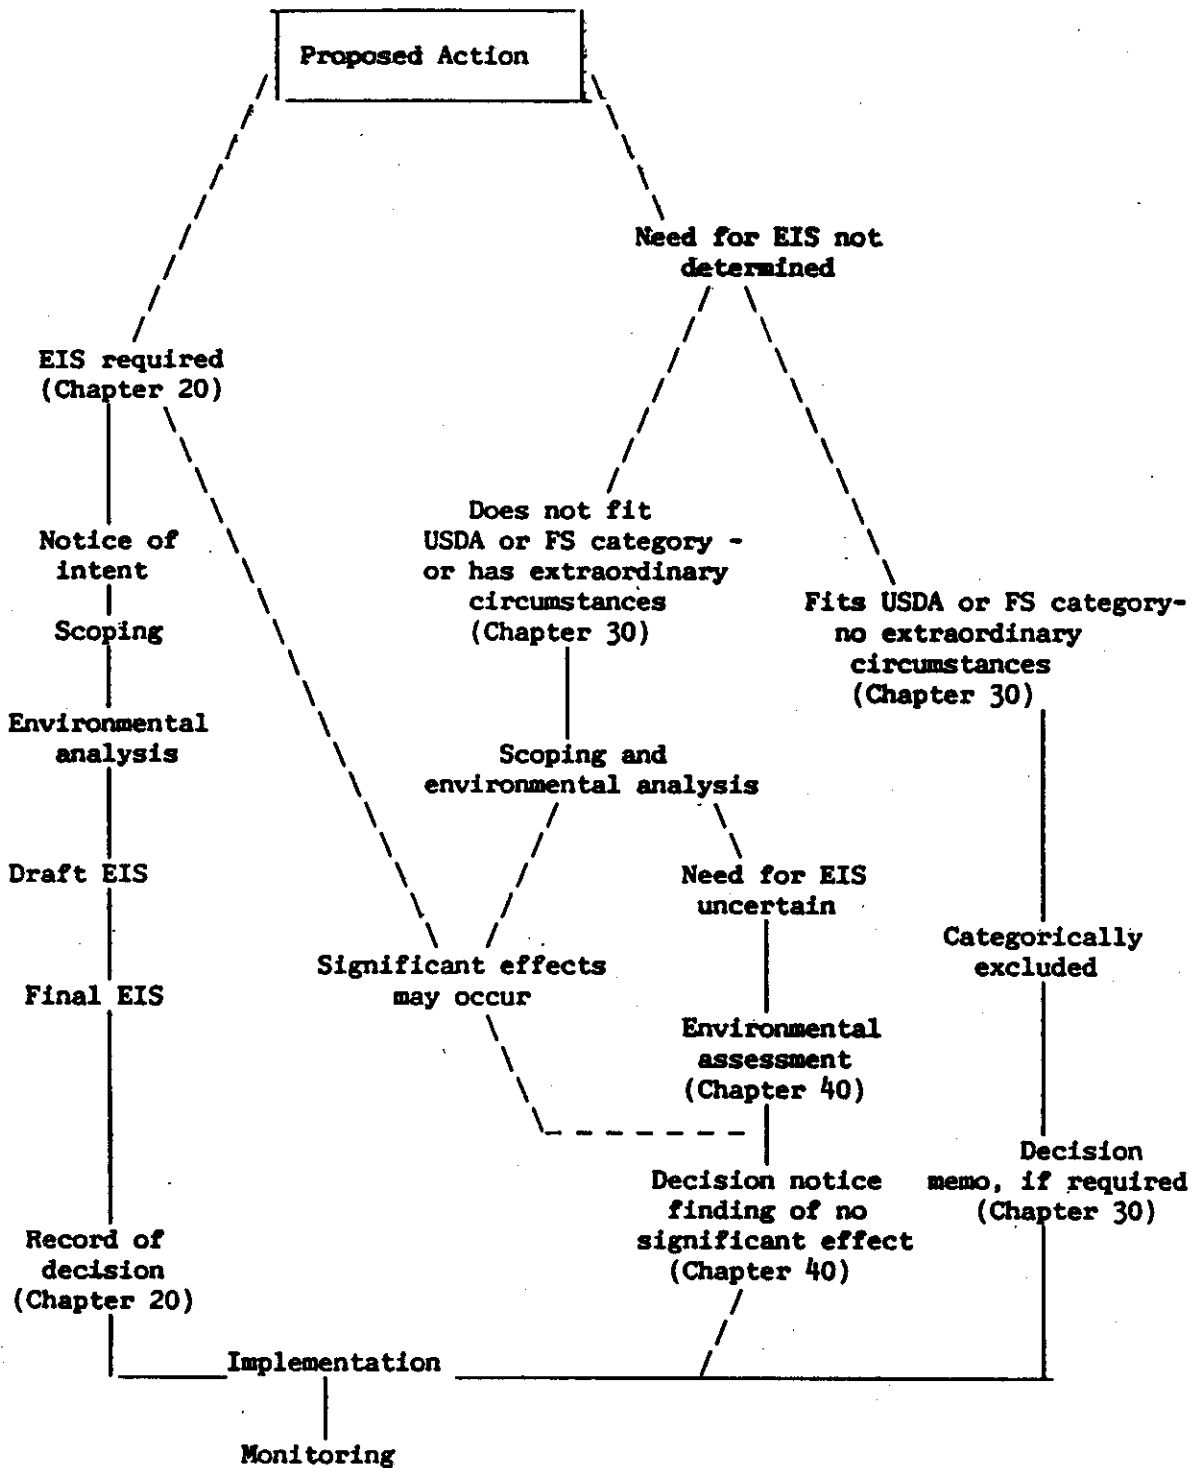 Proposed Action
Need for EIS not
determined
EIS required
(Chapter 20)
Notice of
intent
Scoping
Environmental
analysis
Draft EIS
Final EIS
Record of
decision
(Chapter 20)
Does not fit
USDA or FS category -
or has extraordinary
circumstances
(Chapter 30)
Scoping and
environmental analysis
Significant effects
may occur
Need for EIS
uncertain
Environmental
assessment
(Chapter 40)
Decision notice
finding of no
significant effect
(Chapter 40)
Fits USDA or FS category-
no extraordinary
circumstances
(Chapter 30)
Categorically
excluded
Decision
memo, if required
(Chapter 30)
Implementation
Monitoring